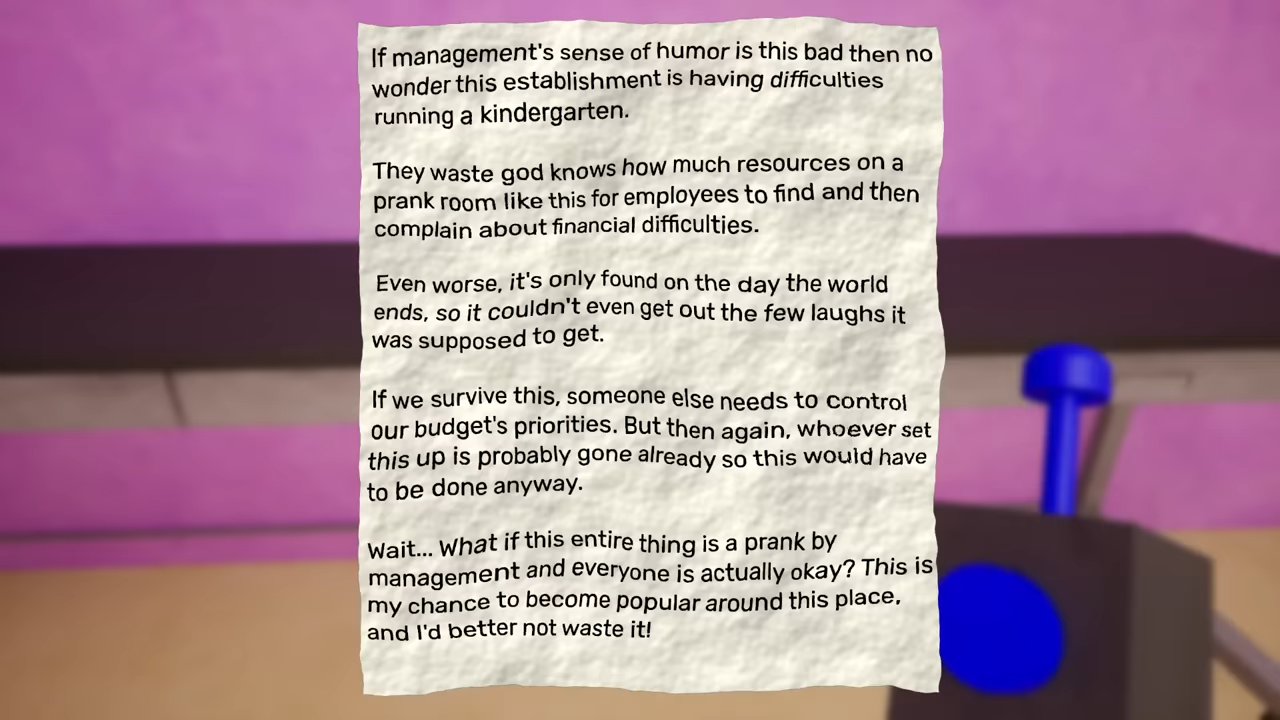 If management's sense of humor is this bad then no
wonder this establishment is having difficulties
running a kindergarten.
They waste god knows how much resources on a
prank room like this for employees to find and then
complain about financial difficulties.
Even worse, it's only found on the day the world
ends, so it couldn't even get out the few laughs it
was supposed to get.
If we survive this, someone else needs to control
our budget's priorities. But then again, whoever set
this up is probably gone already so this would have
to be done anyway.
Wait... What if this entire thing is a prank by
management and everyone is actually okay? This is
my chance to become popular around this place,
and I'd better not waste it!